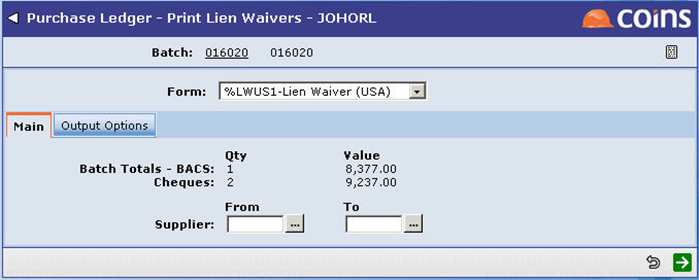 Purchase Ledger - Print Lien Waivers - JOHORL
coins
Batch: 016020 016020
Form: %LWUS1-Lien Waiver (USA)
Main Output Options
Qty Value
Batch Totals - BACS: 1 8,377.00
Cheques: 2 9,237.00
From To
Supplier: ... ...